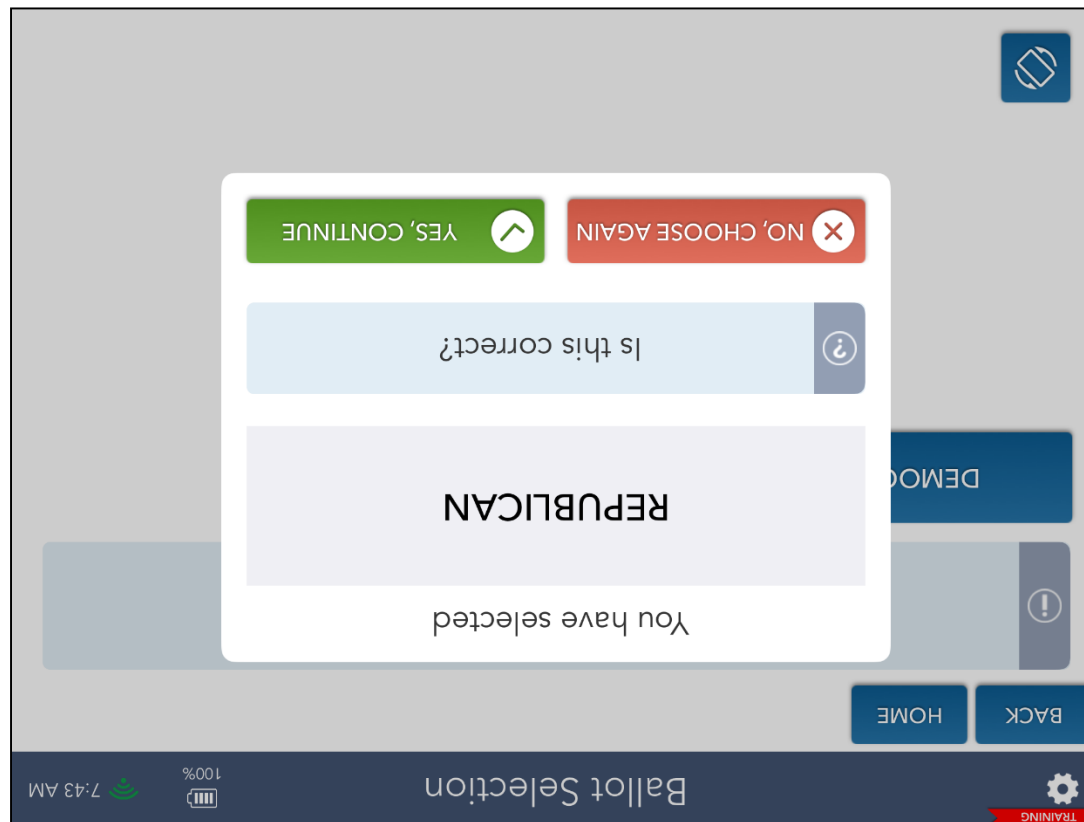 TRAINING
Ballot Selection
100%
7:43 AM
BACK
HOME
You have selected
REPUBLICAN
DEMOC
Is this correct?
NO, CHOOSE AGAIN
YES, CONTINUE